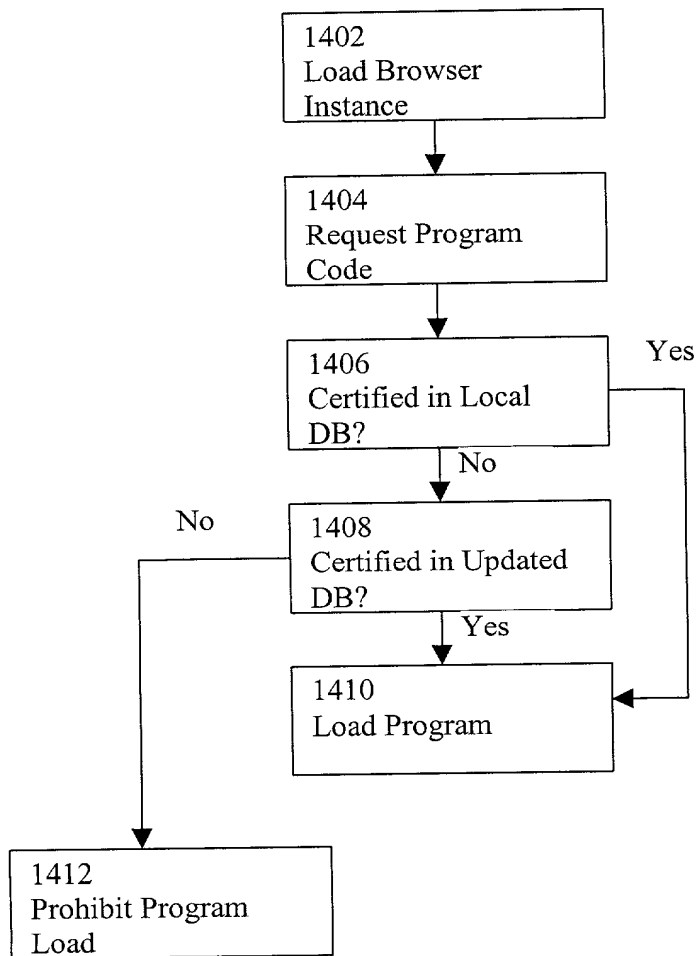 1402
Load Browser
Instance
1404
Request Program
Code
Yes
1406
Certified in Local
DB?
No
No
1408
Certified in Updated
DB?
Yes
1410
Load Program
1412
Prohibit Program
Load